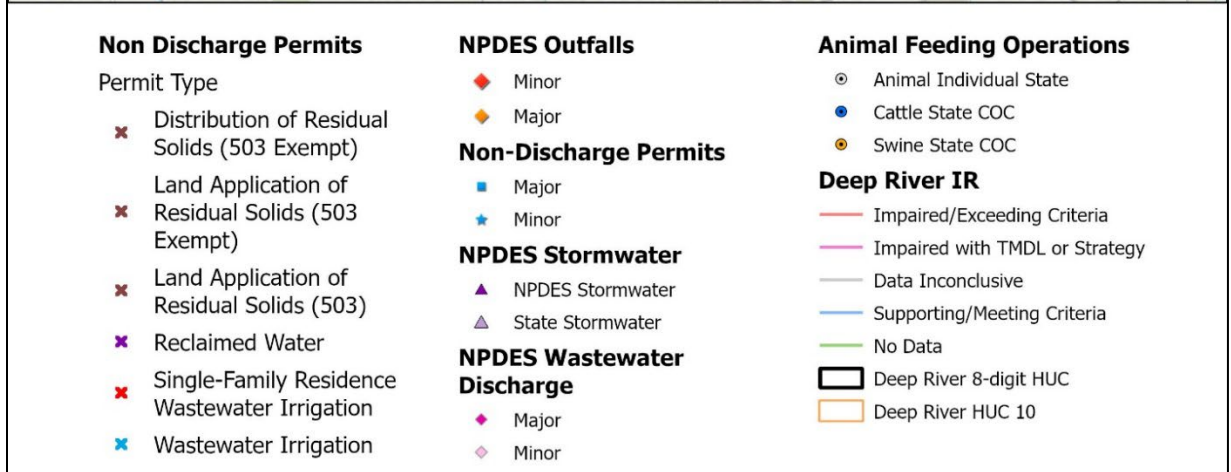 Non Discharge Permits
Permit Type
Distribution of Residual
Solids (503 Exempt)
Land Application of
Residual Solids (503
Exempt)
Land Application of
Residual Solids (503)
Reclaimed Water
Single-Family Residence
Wastewater Irrigation
Wastewater Irrigation
NPDES Outfalls
Minor
Major
Non-Discharge Permits
Major
Minor
NPDES Stormwater
NPDES Stormwater
State Stormwater
NPDES Wastewater
Discharge
Major
Minor
Animal Feeding Operations
Animal Individual State
Cattle State COC
Swine State COC
Deep River IR
Impaired/Exceeding Criteria
Impaired with TMDL or Strategy
Data Inconclusive
Supporting/Meeting Criteria
No Data
Deep River 8-digit HUC
Deep River HUC 10